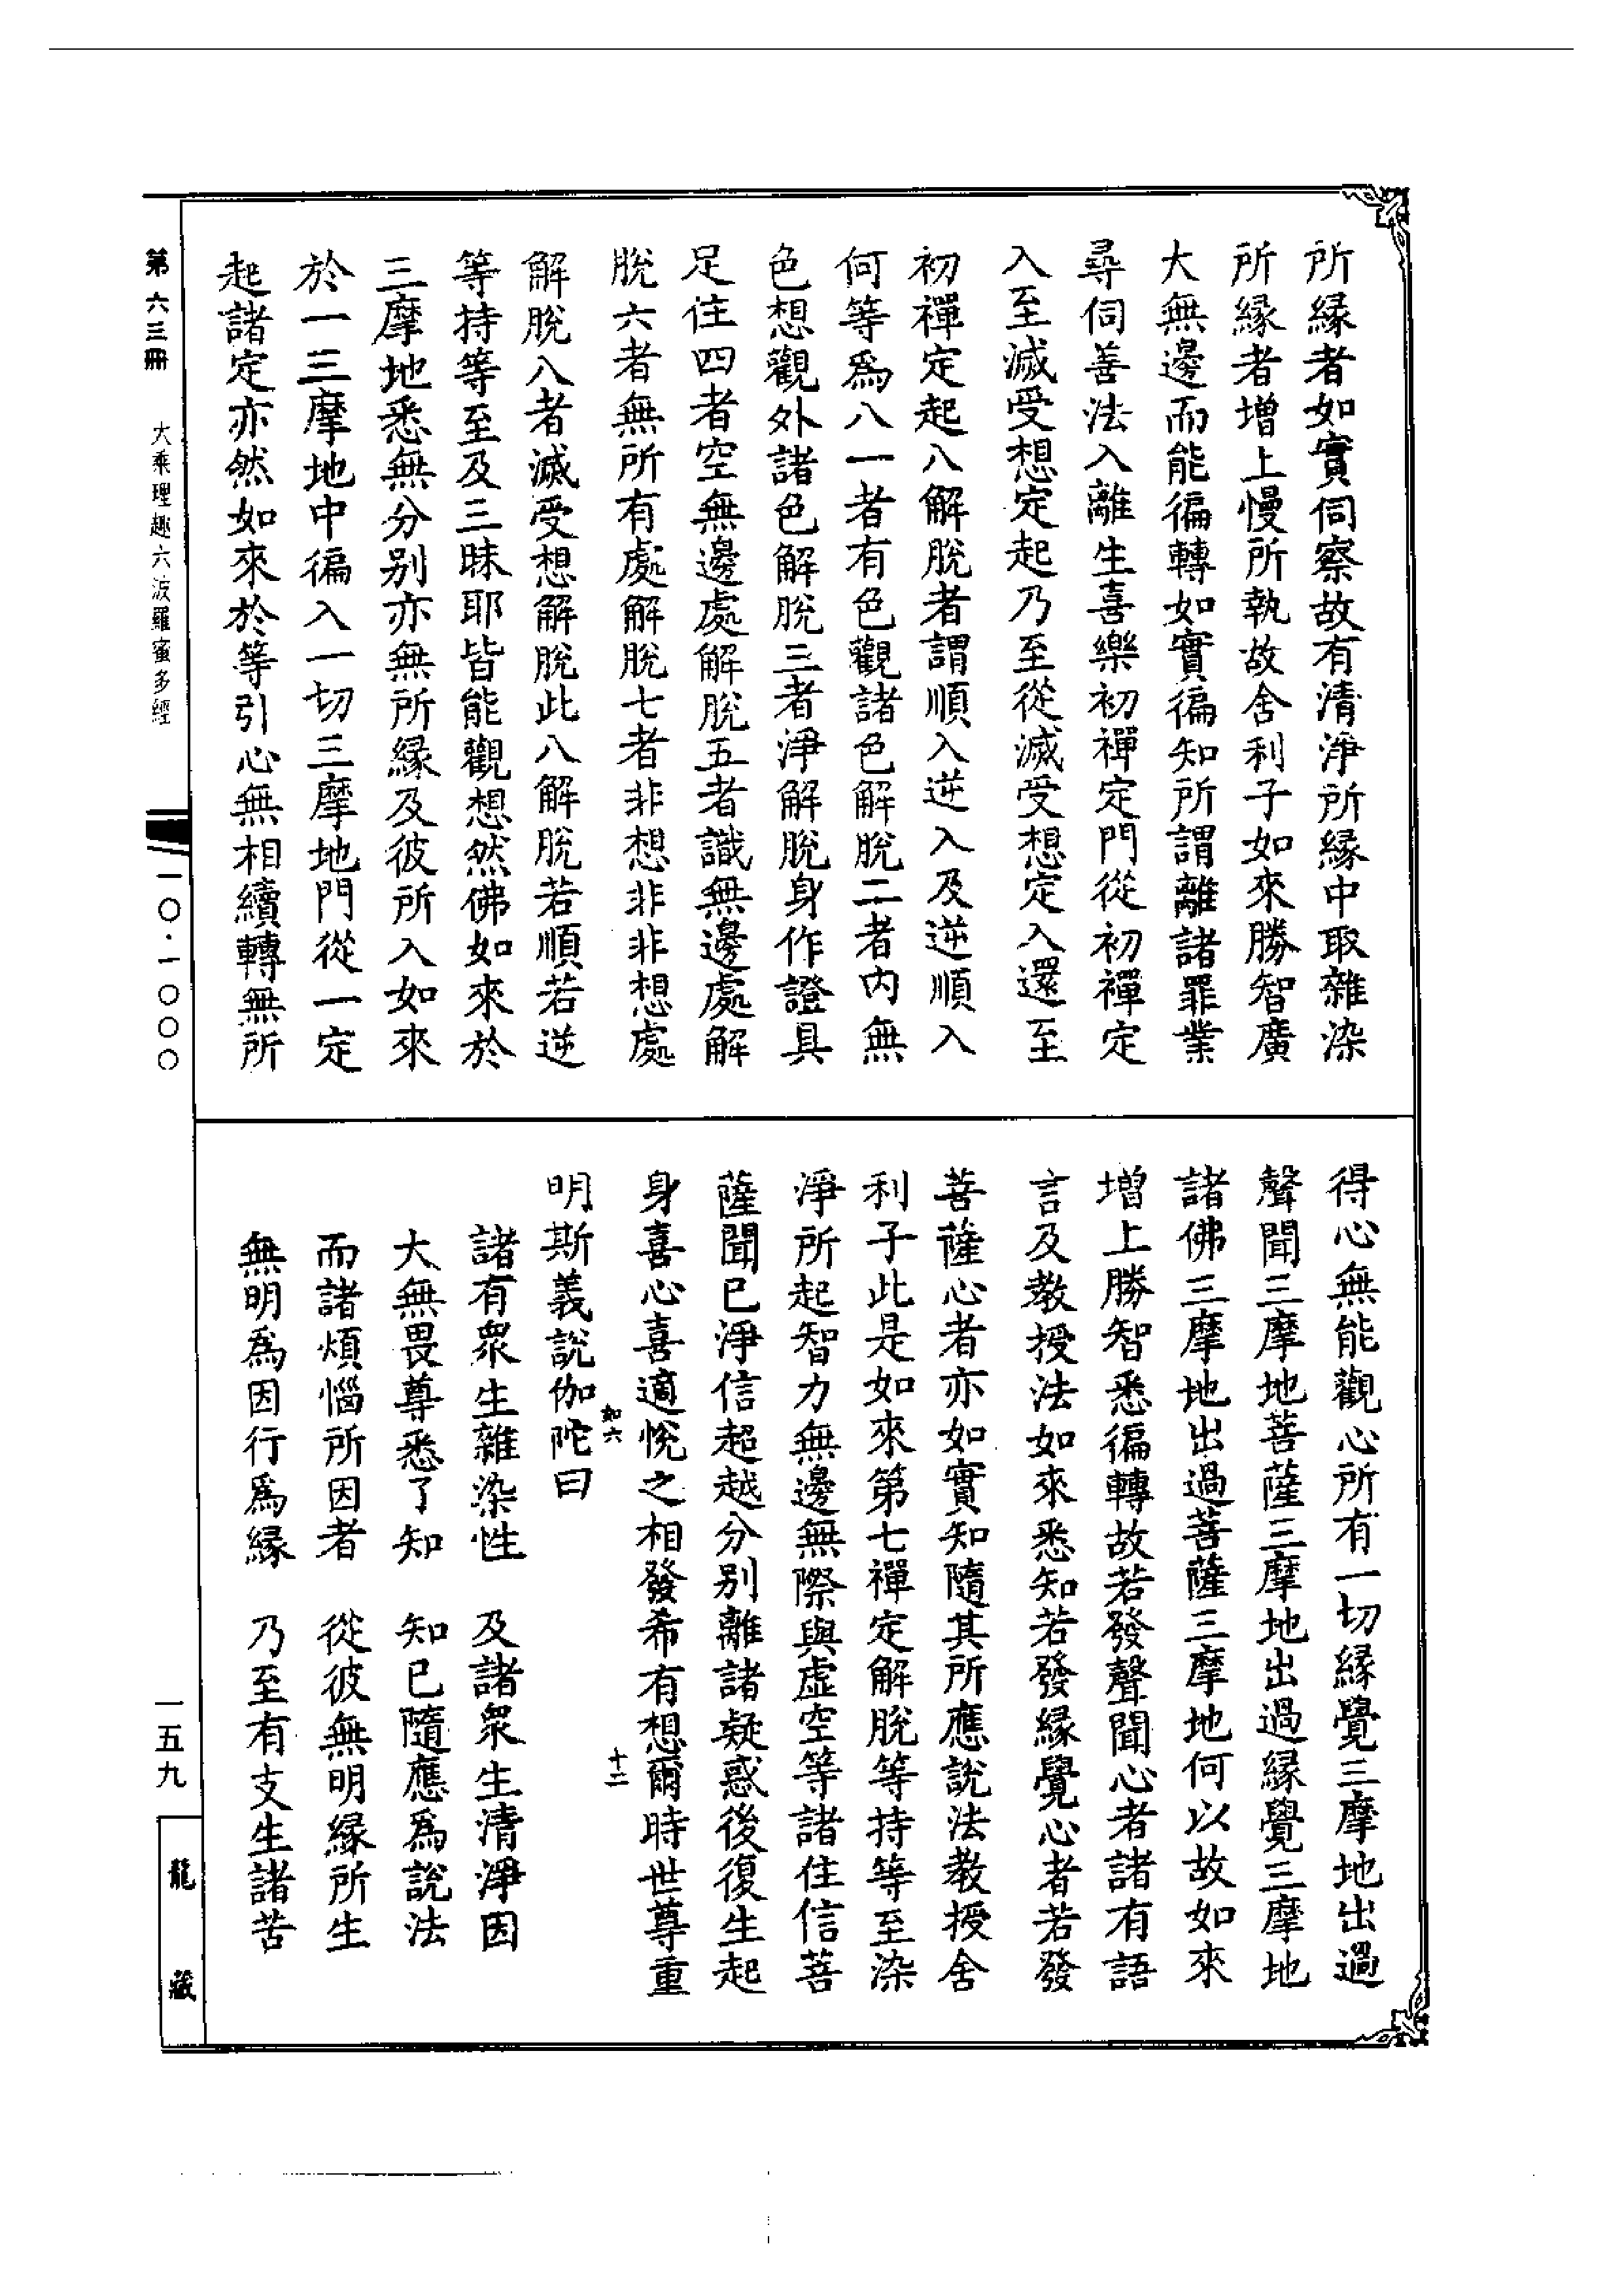 所縁者如實伺察故有清淨所縁中取雜染
所縁者增上慢所執故舍利子如來勝智廣
大無邊而能徧轉如實徧知所謂離諸罪業
尋伺善法入離生喜樂初禪定門從初禪定
入至滅受想定起乃至從滅受想定入還至
初禪定起八解脫者謂順入逆入及逆順入
何等爲八一者有色觀諸色解脫二者內無
色想觀外諸色解脫三者淨解脫身作證具
足住四者空無邊處解脫五者識無邊處解
脫六者無所有處解脫七者非想非非想處
解脫八者滅受想解脫此八解脫若順若逆
等持等至及三昧耶皆能觀想然佛如來於
三摩地悉無分別亦無所縁及彼所入如來
於一三摩地中徧入一切三摩地門從一定
起諸定亦然如來於等引心無相續轉無所
得心無能觀心所有一切縁覺三摩地出過
聲聞三摩地菩薩三摩地出過縁覺三摩地
諸佛三摩地出過菩薩三摩地何以故如來
增上勝智悉徧轉故若發聲聞心者諸有語
言及教授法如來悉知若發縁覺心者若發
菩薩心者亦如實知隨其所應說法教授舍
利子此是如來第七禪定解脫等持等至染
淨所起智力無邊無際與虛空等諸住信菩
薩聞已淨信超越分別離諸疑惑後復生起
身喜心喜適悅之相發希有想爾時世尊重
如六 十二
明斯義說伽陀曰
諸有衆生雜染性 及諸衆生清淨因
大無畏尊悉了知 知已隨應爲說法
而諸煩惱所因者 從彼無明縁所生
無明爲因行爲縁 乃至有支生諸苦
第六三冊 大乘理趣六波羅蜜多經 一〇·一〇〇〇 一五九 龍藏